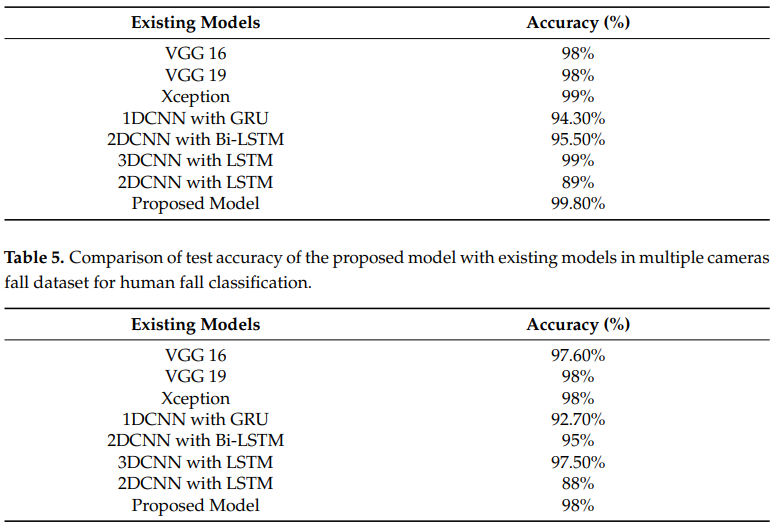 Existing Models Accuracy (%)
VGG 16 98%
VGG 19 98%
Xception 99%
1DCNN with GRU 94.30%
2DCNN with Bi-LSTM 95.50%
3DCNN with LSTM 99%
2DCNN with LSTM 89%
Proposed Model 99.80%
Table 5. Comparison of test accuracy of the proposed model with existing models in multiple cameras
fall dataset for human fall classification.
Existing Models Accuracy (%)
VGG 16 97.60%
VGG 19 98%
Xception 98%
1DCNN with GRU 92.70%
2DCNN with Bi-LSTM 95%
3DCNN with LSTM 97.50%
2DCNN with LSTM 88%
Proposed Model 98%